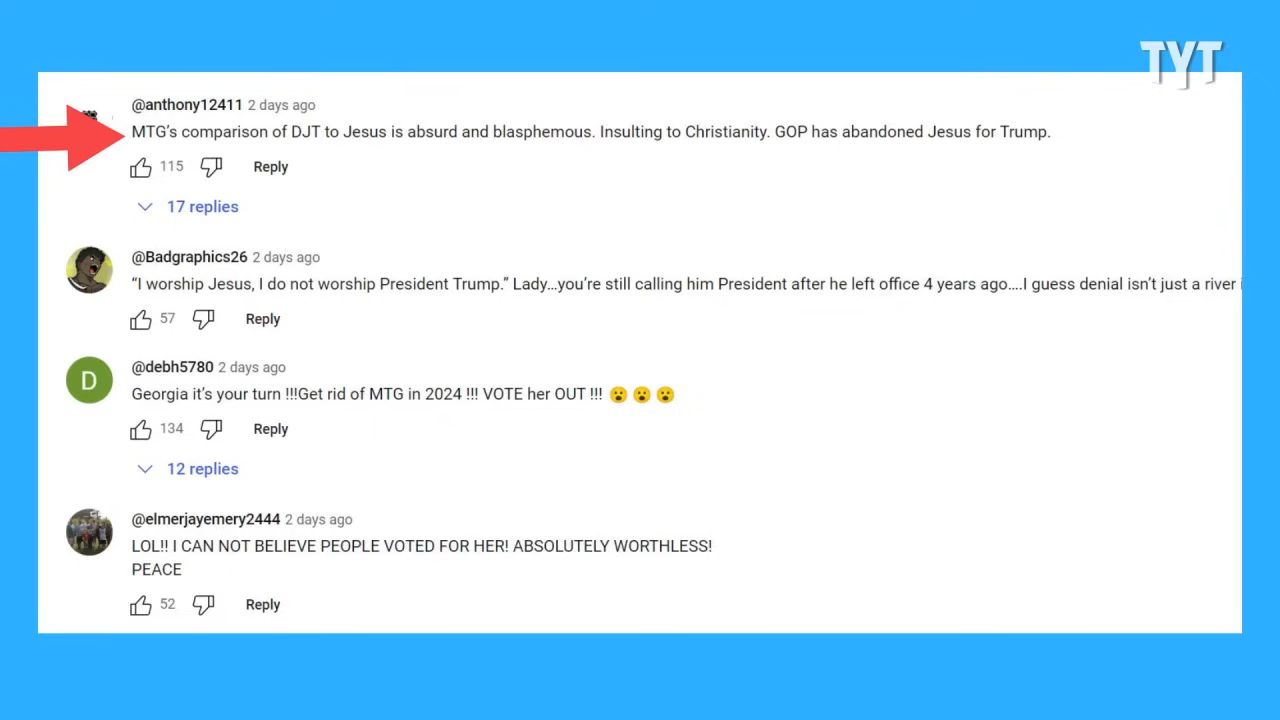 TYT
@anthony12411 2 days ago
MTG's comparison of DJT to Jesus is absurd and blasphemous. Insulting to Christianity. GOP has abandoned Jesus for Trump.
115 Reply
17 replies
@Badgraphics26 2 days ago
“I worship Jesus, I do not worship President Trump.” Lady…you're still calling him President after he left office 4 years ago….I guess denial isn't just a river
57 Reply
D
@debh5780 2 days ago
Georgia it's your turn !!!Get rid of MTG in 2024 !!! VOTE her OUT !!! 😮 😮 😮
134 Reply
12 replies
@elmerjayemery2444 2 days ago
LOL!! I CAN NOT BELIEVE PEOPLE VOTED FOR HER! ABSOLUTELY WORTHLESS!
PEACE
52 Reply